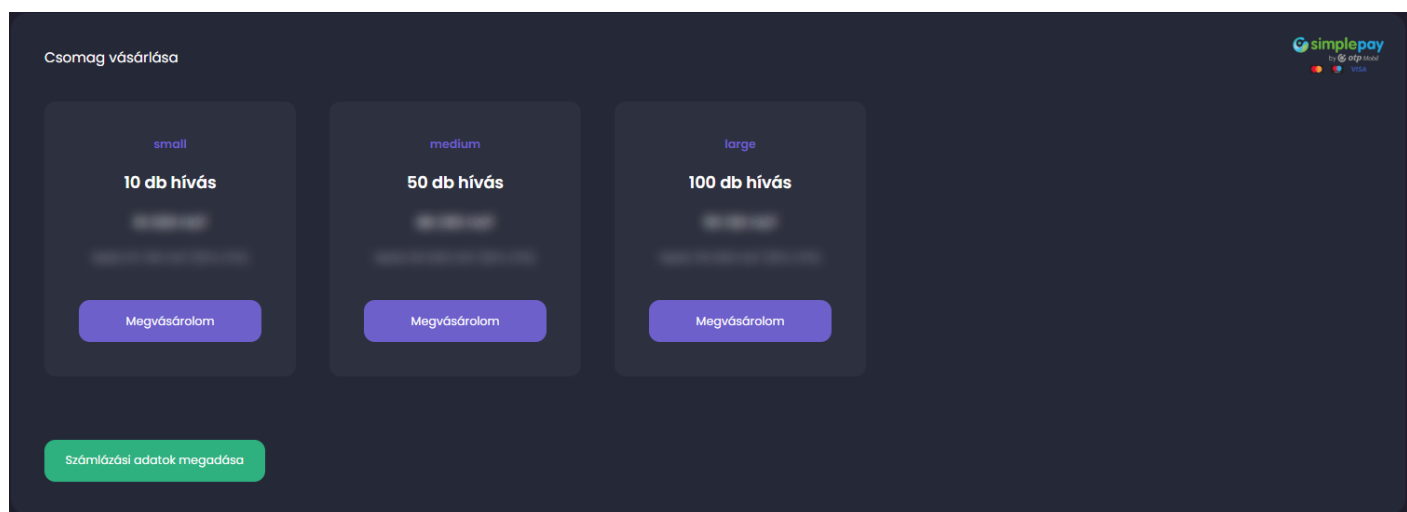 Csomag vásárlása
simplepay
by otp Mobil
VISA
small
10 db hívás
Megvásárolom
medium
50 db hívás
Megvásárolom
large
100 db hívás
Megvásárolom
Számlázási adatok megadása